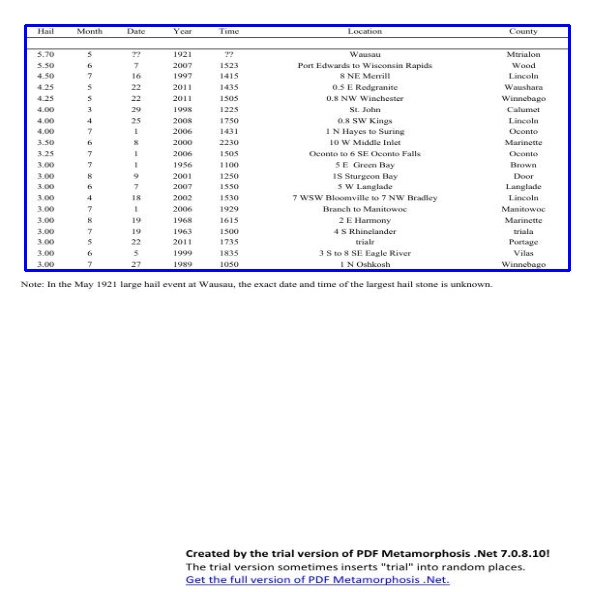 Hail Month Date Year Time Location County
5.70 5 ?? 1921 ?? Wausau Mtrialon
5.50 6 7 2007 1523 Port Edwards to Wisconsin Rapids Wood
4.50 7 16 1997 1415 8 NE Merrill Lincoln
4.25 5 22 2011 1435 0.5 E Redgranite Waushara
4.25 5 22 2011 1505 0.8 NW Winchester Winnebago
4.00 3 29 1998 1225 St. John Calumet
4.00 4 25 2008 1750 0.8 SW Kings Lincoln
4.00 7 1 2006 1431 1 N Hayes to Suring Oconto
3.50 6 8 2000 2230 10 W Middle Inlet Marinette
3.25 7 1 2006 1505 Oconto to 6 SE Oconto Falls Oconto
3.00 7 1 1956 1100 5 E Green Bay Brown
3.00 8 9 2001 1250 1S Sturgeon Bay Door
3.00 6 7 2007 1550 5 W Langlade Langlade
3.00 4 18 2002 1530 7 WSW Bloomville to 7 NW Bradley Lincoln
3.00 7 1 2006 1929 Branch to Manitowoc Manitowoc
3.00 8 19 1968 1615 2 E Harmony Marinette
3.00 7 19 1963 1500 4 S Rhinelander triala
3.00 5 22 2011 1735 trialr Portage
3.00 6 5 1999 1835 3 S to 8 SE Eagle River Vilas
3.00 7 27 1989 1050 1 N Oshkosh Winnebago
Note: In the May 1921 large hail event at Wausau, the exact date and time of the largest hail stone is unknown.
Created by the trial version of PDF Metamorphosis .Net 7.0.8.10!
The trial version sometimes inserts "trial" into random places.
Get the full version of PDF Metamorphosis .Net.